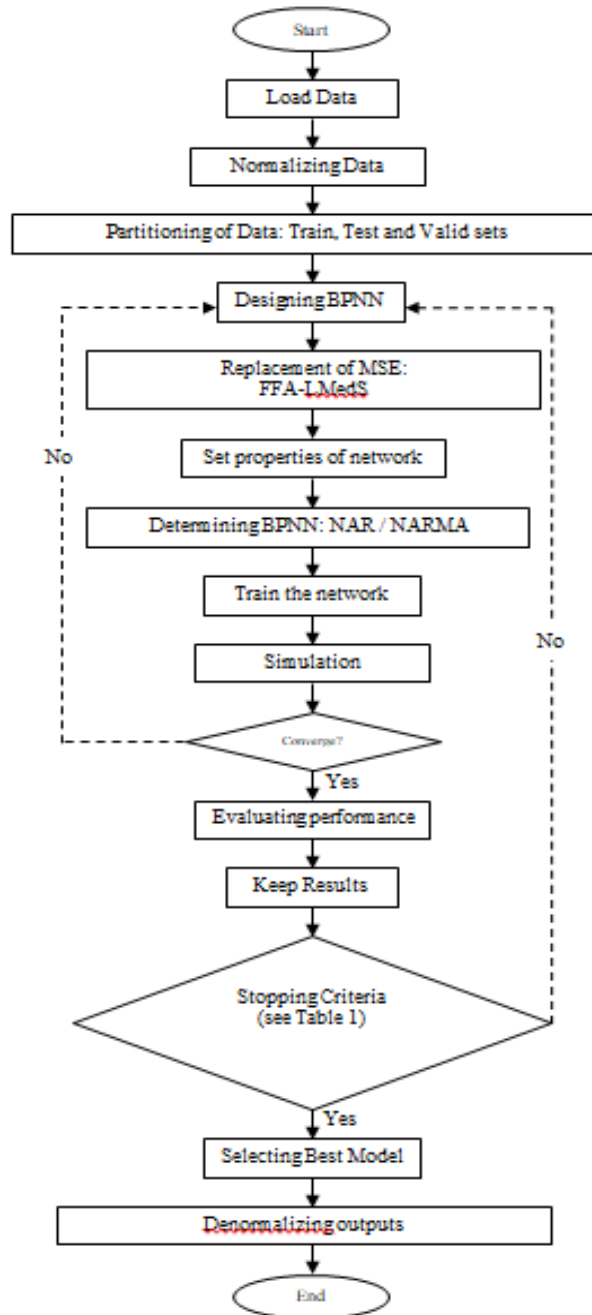 Start
Load Data
Normalizing Data
Partitioning of Data: Train, Test and Valid sets
Designing BPNN
Replacement of MSE:
FFA-LMedS
No
Set properties of network
Determining BPNN: NAR / NARMA
Train the network
No
Simulation
Converge?
Yes
Evaluating performance
Keep Results
Stopping Criteria
(see Table 1)
Yes
Selecting Best Model
Denormalizing outputs
End